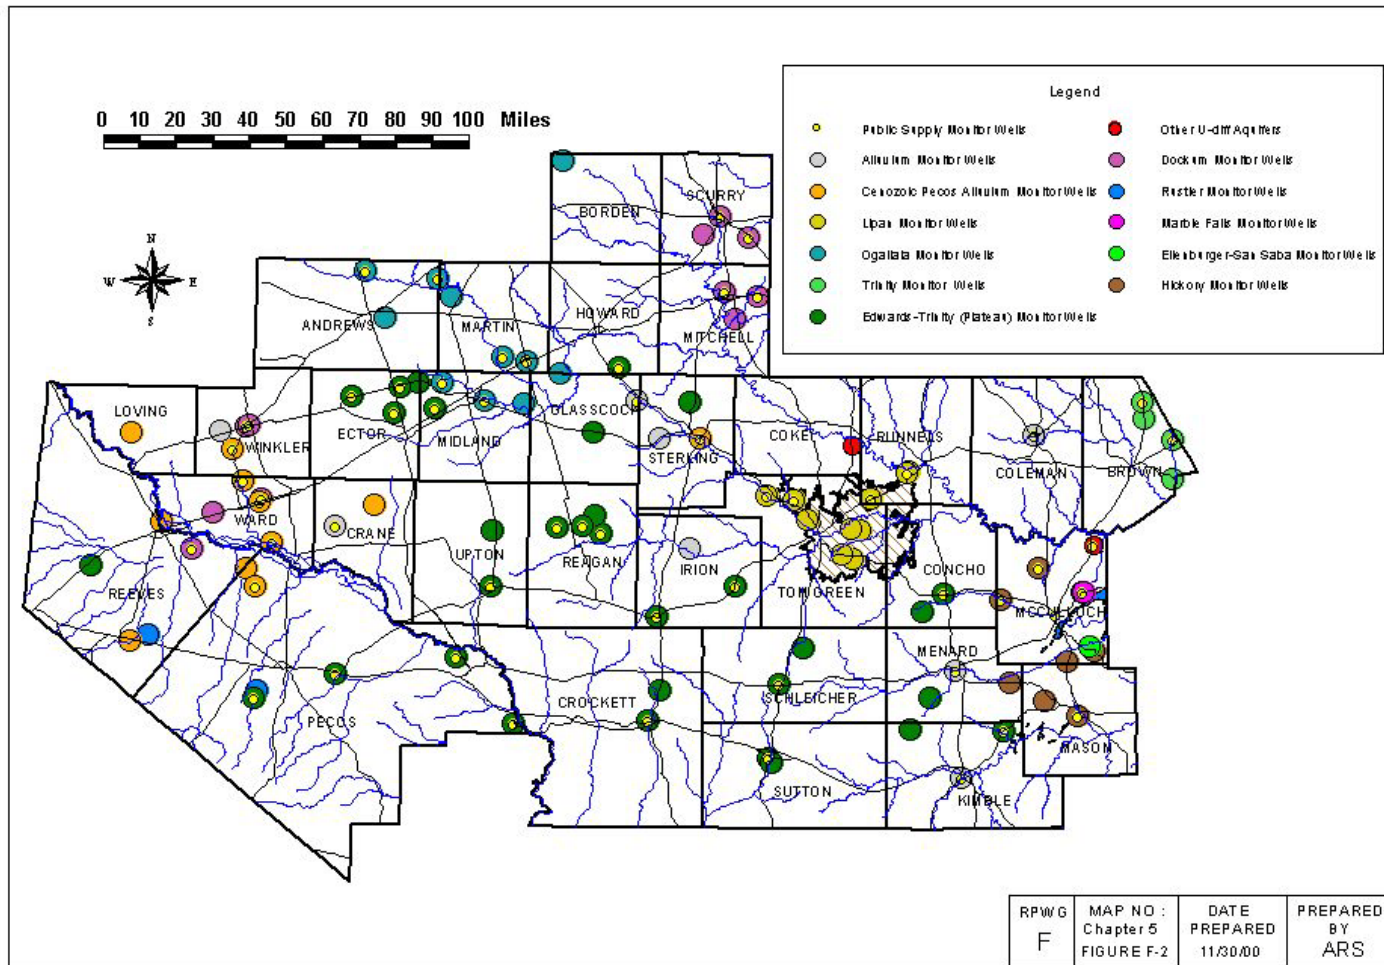 0 10 20 30 40 50 60 70 80 90 100 Miles
Legend
Public Supply Monitor Wells
Alluvium Monitor Wells
Cenozoic Pecos Alluvium Monitor Wells
Lipan Monitor Wells
Ogallala Monitor Wells
Trinity Monitor Wells
Edwards-Trinity (Plateau) Monitor Wells
Other U-diff Aquifers
Dockum Monitor Wells
Rustler Monitor Wells
Marble Falls Monitor Wells
Ellenburger-San Saba Monitor Wells
Hickory Monitor Wells
N
W E
S
BORDEN
SCURRY
ANDREWS
MARTIN
HOWARD
MITCHELL
LOVING
WINKLER
ECTOR
MIDLAND
GLASSCOCK
STERLING
COKE
RUNNELS
COLEMAN
BROWN
WARD
CRANE
UPTON
REAGAN
IRION
TOM GREEN
CONCHO
MCCULLOCH
REEVES
PECOS
CROCKETT
SCHLEICHER
MENARD
SUTTON
KIMBLE
MASON
RPWG
F
MAP NO :
Chapter 5
FIGURE F-2
DATE
PREPARED
11/30/00
PREPARED
BY
ARS